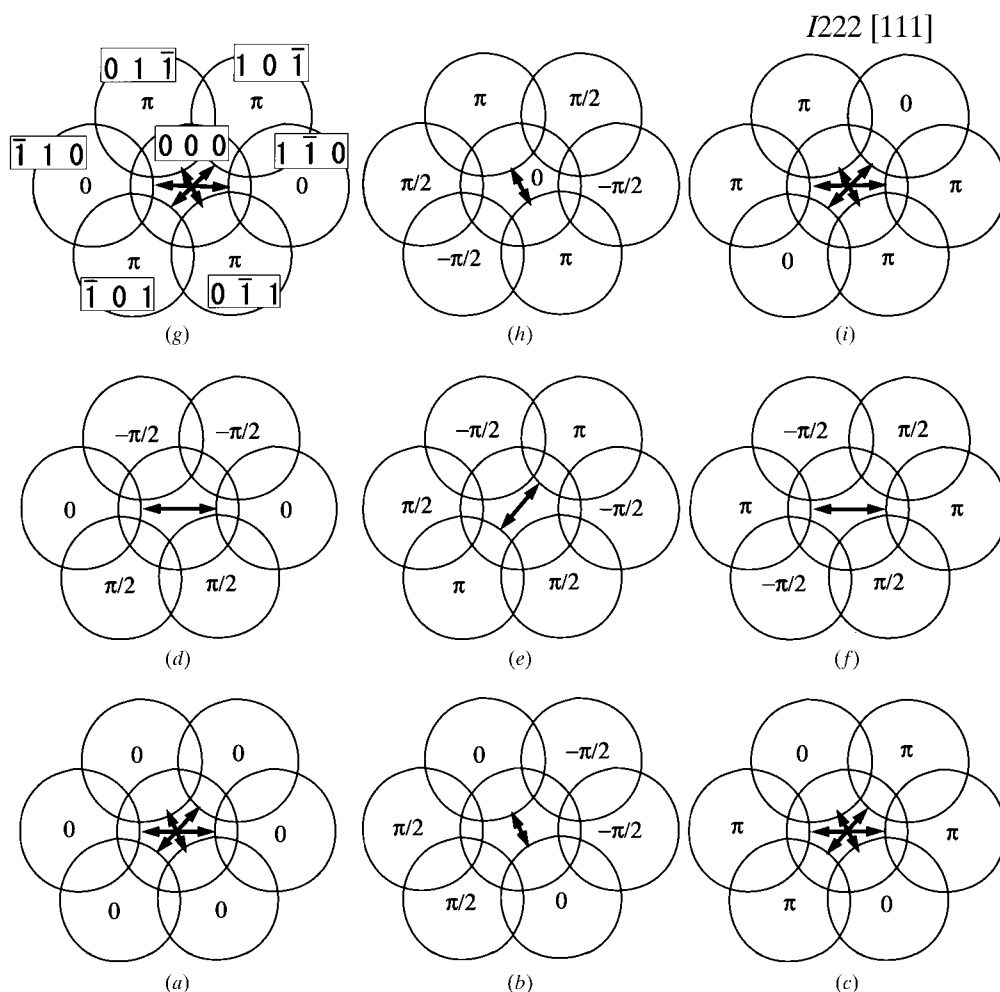 I222 [111]
0 1 1̅ 1 0 1̅
π π
1̅ 1 0 0 0 0 1 1̅ 0
0 0
π π
1̅ 0 1 0 1̅ 1
(g)
π π/2
π/2 0 −π/2
−π/2 π
(h)
π 0
π π
0 π
(i)
−π/2 −π/2
0 0
π/2 π/2
(d)
−π/2 π
π/2 −π/2
π π/2
(e)
−π/2 π/2
π π
−π/2 π/2
(f)
0 0
0 0
0 0
(a)
0 −π/2
π/2 −π/2
π/2 0
(b)
0 π
π π
π 0
(c)